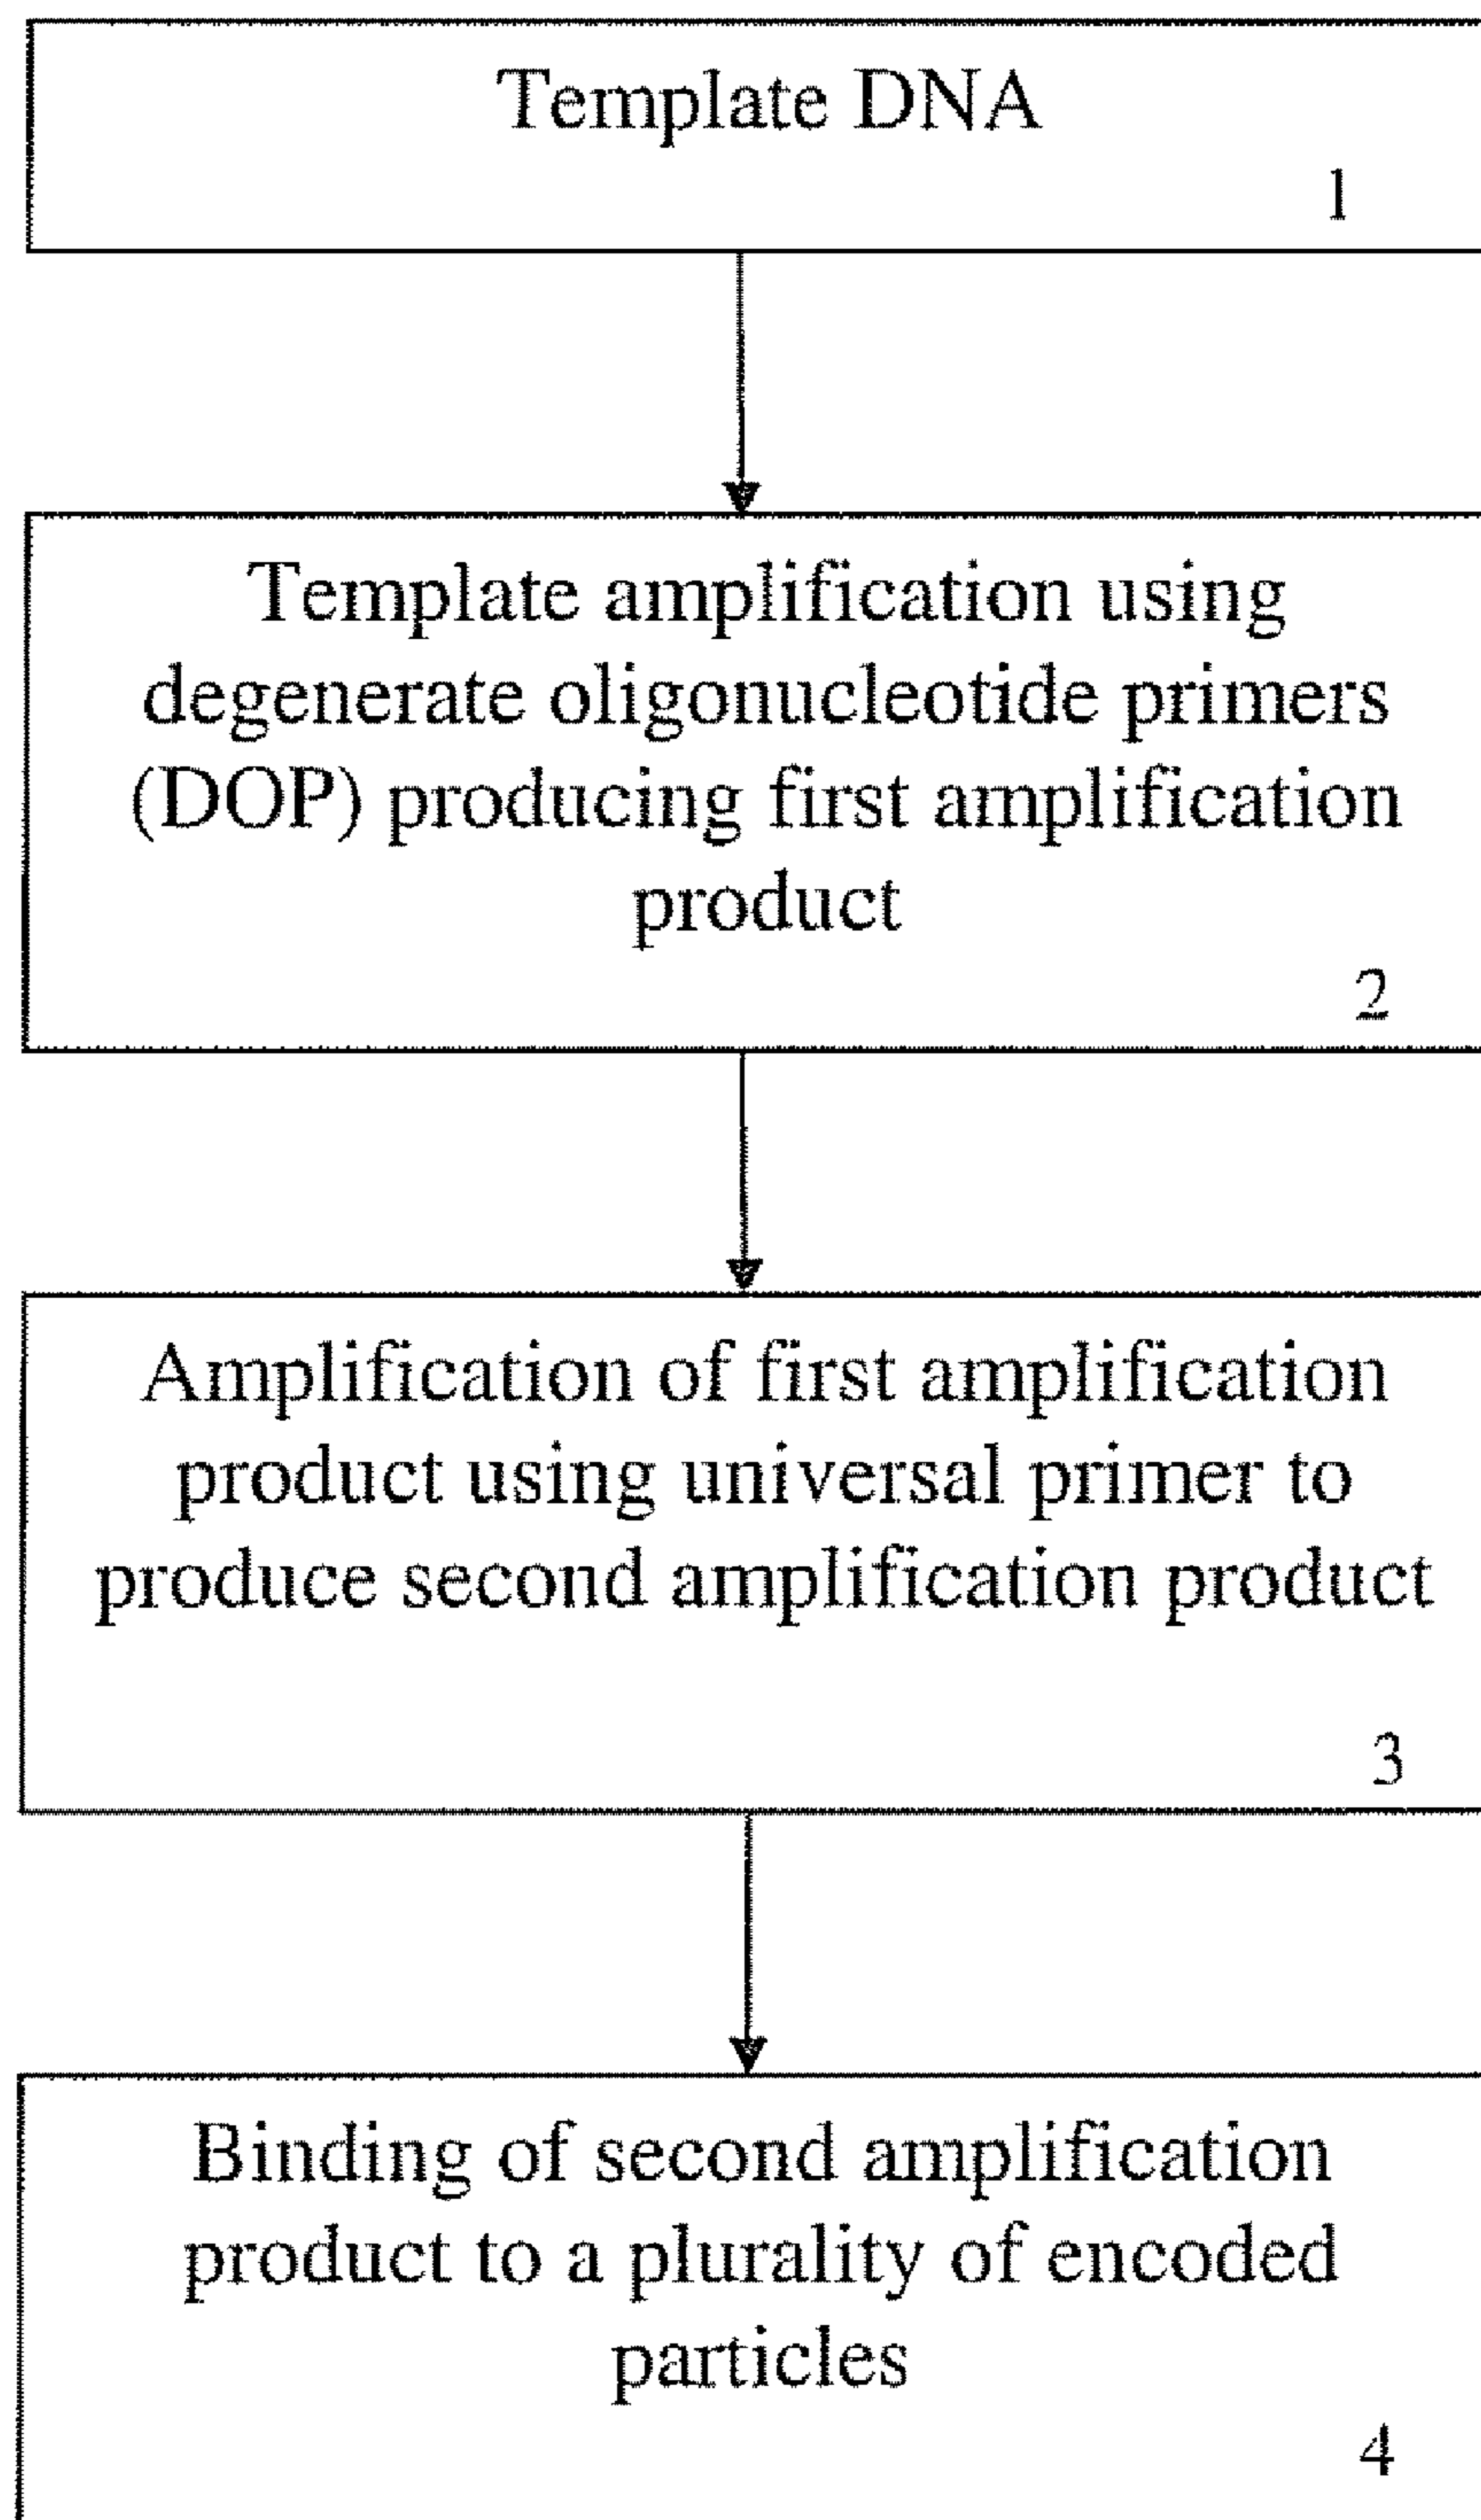 Template DNA
1
Template amplification using
degenerate oligonucleotide primers
(DOP) producing first amplification
product
2
Amplification of first amplification
product using universal primer to
produce second amplification product
3
Binding of second amplification
product to a plurality of encoded
particles
4